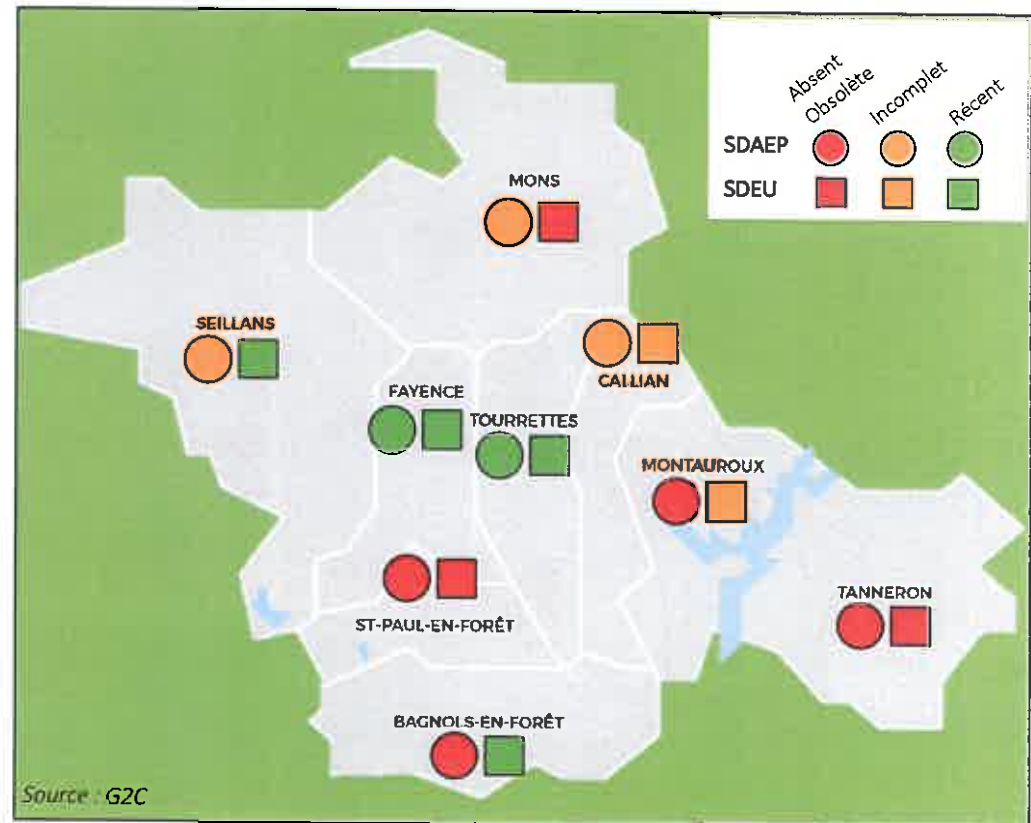 Absent
Obsolète
Incomplet
Récent
SDAEP
SDEU
MONS
SEILLANS
CALLIAN
FAYENCE
TOURRETTES
MONTAUROUX
TANNERON
ST-PAUL-EN-FORÊT
BAGNOLS-EN-FORÊT
Source : G2C